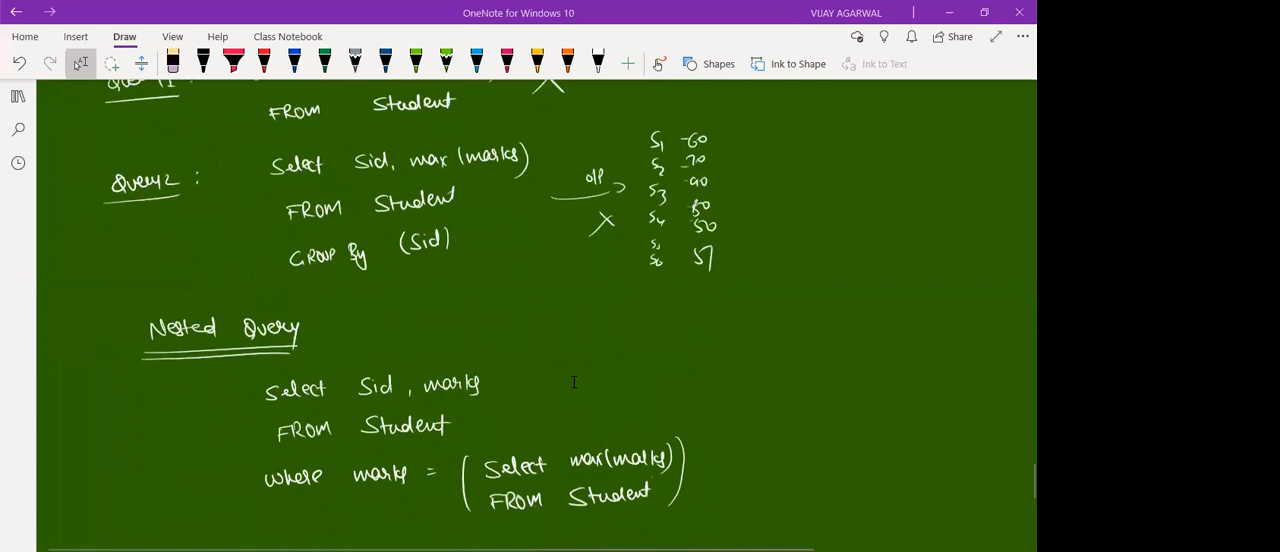 OneNote for Windows 10
VIJAY AGARWAL
Home Insert Draw View Help Class Notebook
Share
Shapes Ink to Shape Ink to Text
FROM Student
Query2 :
Select Sid, max (marks)
FROM Student
GROUP By (Sid)
o/p
S1 -60
S2 -70
S3 -90
S4 80
50
S6 57
Nested Query
Select Sid , marks
FROM Student
where marks = (Select max(marks)
FROM Student)